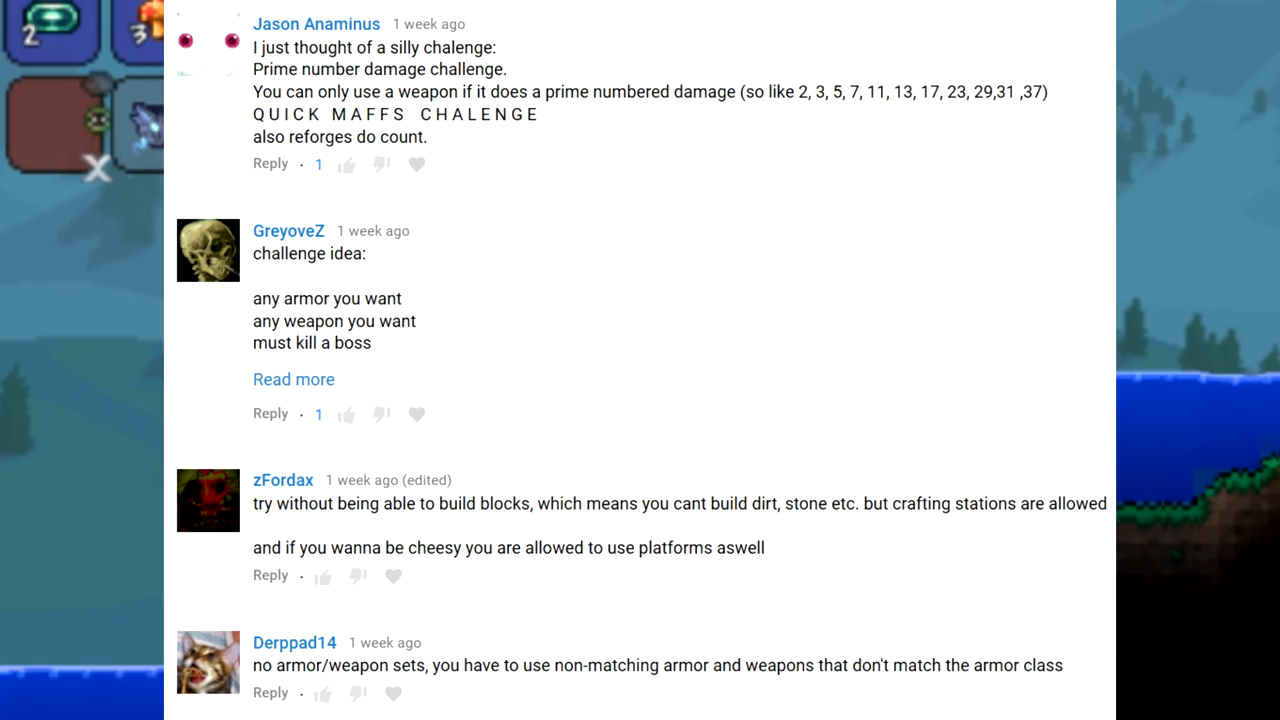 2
3
X
Jason Anaminus 1 week ago
I just thought of a silly chalenge:
Prime number damage challenge.
You can only use a weapon if it does a prime numbered damage (so like 2, 3, 5, 7, 11, 13, 17, 23, 29,31 ,37)
Q U I C K   M A F F S   C H A L E N G E
also reforges do count.
Reply · 1
GreyoveZ 1 week ago
challenge idea:
any armor you want
any weapon you want
must kill a boss
Read more
Reply · 1
zFordax 1 week ago (edited)
try without being able to build blocks, which means you cant build dirt, stone etc. but crafting stations are allowed
and if you wanna be cheesy you are allowed to use platforms aswell
Reply ·
Derppad14 1 week ago
no armor/weapon sets, you have to use non-matching armor and weapons that don't match the armor class
Reply ·